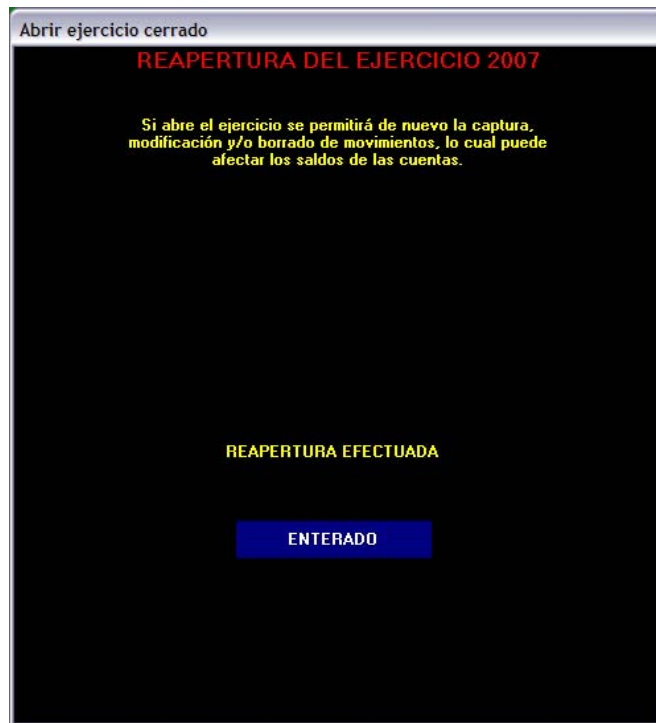 Abrir ejercicio cerrado
REAPERTURA DEL EJERCICIO 2007
Si abre el ejercicio se permitirá de nuevo la captura,
modificación y/o borrado de movimientos, lo cual puede
afectar los saldos de las cuentas.
REAPERTURA EFECTUADA
ENTERADO